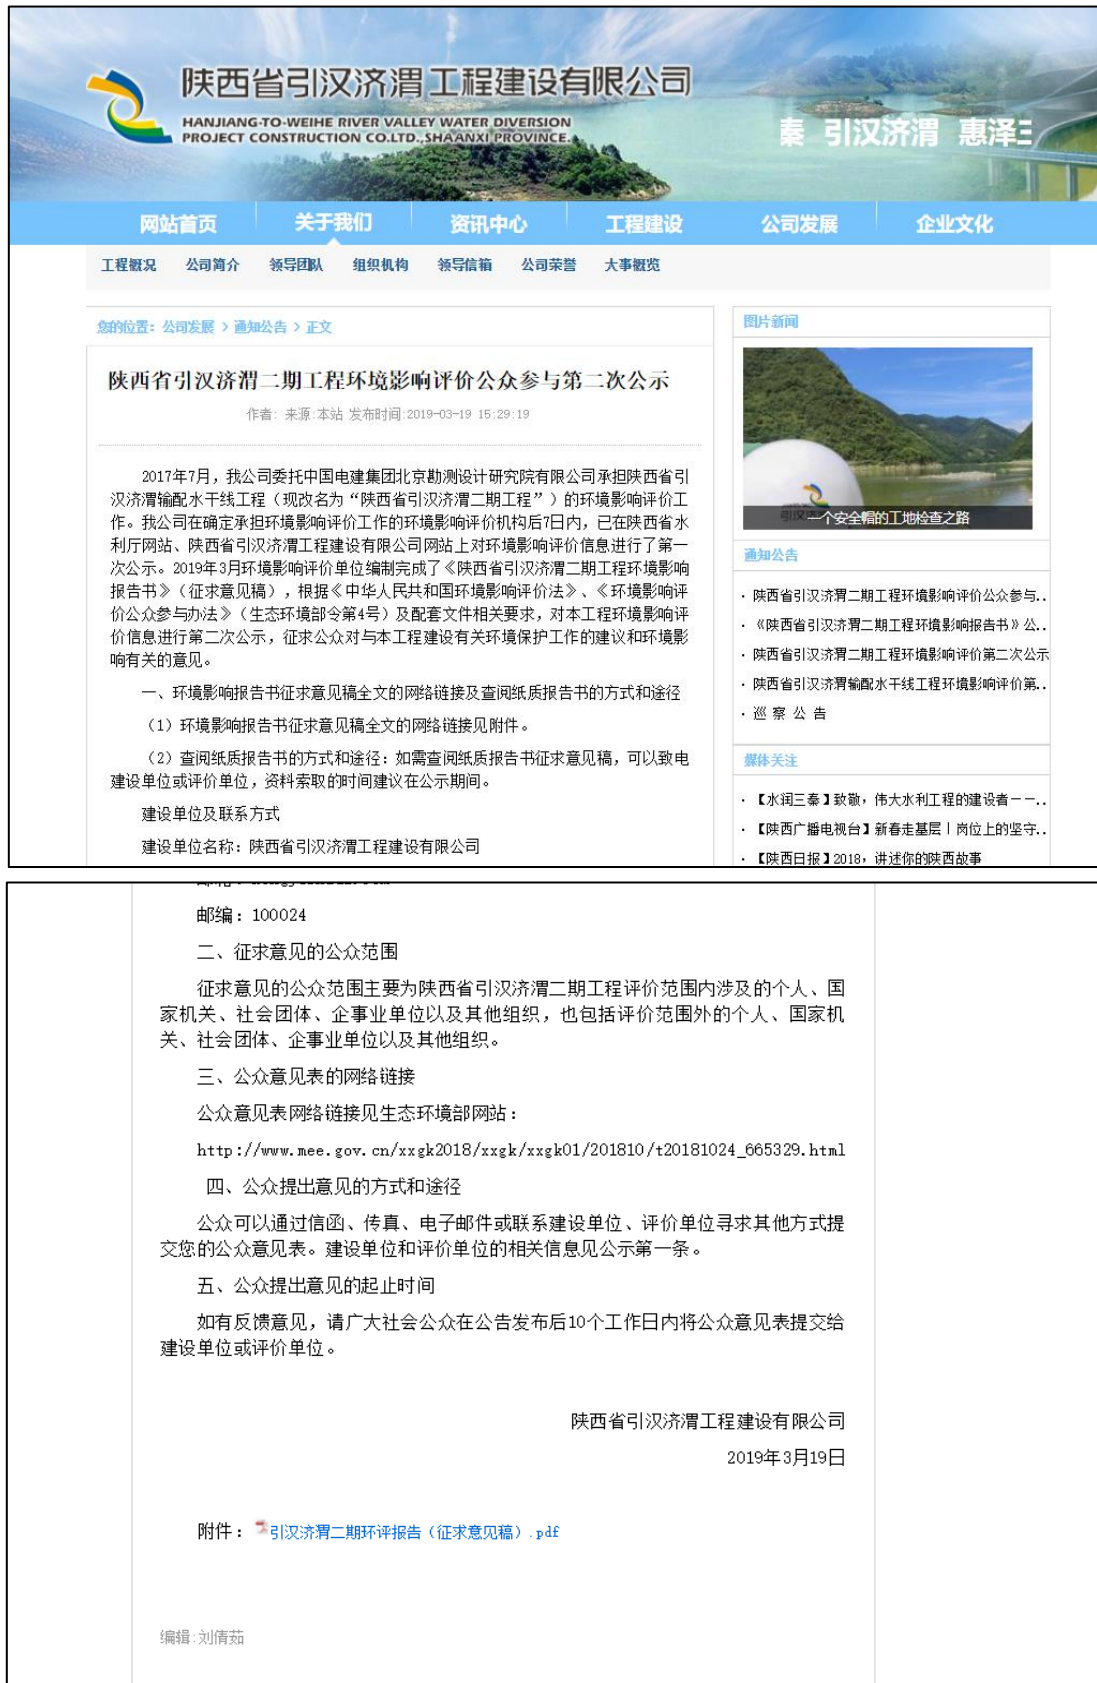 陕西省引汉济渭工程建设有限公司
HANJIANG-TO-WEIHE RIVER VALLEY WATER DIVERSION
PROJECT CONSTRUCTION CO.LTD.,SHAANXI PROVINCE.
秦 引汉济渭 惠泽三
网站首页 关于我们 资讯中心 工程建设 公司发展 企业文化
工程概况 公司简介 领导团队 组织机构 领导信箱 公司荣誉 大事概览
您的位置：公司发展 > 通知公告 > 正文
陕西省引汉济渭二期工程环境影响评价公众参与第二次公示
作者: 来源:本站 发布时间:2019-03-19 15:29:19
2017年7月，我公司委托中国电建集团北京勘测设计研究院有限公司承担陕西省引
汉济渭输配水干线工程（现改名为“陕西省引汉济渭二期工程”）的环境影响评价工
作。我公司在确定承担环境影响评价工作的环境影响评价机构后7日内，已在陕西省水
利厅网站、陕西省引汉济渭工程建设有限公司网站上对环境影响评价信息进行了第一
次公示。2019年3月环境影响评价单位编制完成了《陕西省引汉济渭二期工程环境影响
报告书》（征求意见稿），根据《中华人民共和国环境影响评价法》、《环境影响评
价公众参与办法》（生态环境部令第4号）及配套文件相关要求，对本工程环境影响评
价信息进行第二次公示，征求公众对与本工程建设有关环境保护工作的建议和环境影
响有关的意见。
一、环境影响报告书征求意见稿全文的网络链接及查阅纸质报告书的方式和途径
（1）环境影响报告书征求意见稿全文的网络链接见附件。
（2）查阅纸质报告书的方式和途径：如需查阅纸质报告书征求意见稿，可以致电
建设单位或评价单位，资料索取的时间建议在公示期间。
建设单位及联系方式
建设单位名称：陕西省引汉济渭工程建设有限公司
图片新闻
一个安全帽的工地检查之路
通知公告
· 陕西省引汉济渭二期工程环境影响评价公众参与..
· 《陕西省引汉济渭二期工程环境影响报告书》公..
· 陕西省引汉济渭二期工程环境影响评价第二次公示
· 陕西省引汉济渭输配水干线工程环境影响评价第..
· 巡 察 公 告
媒体关注
· 【水润三秦】致敬，伟大水利工程的建设者——..
· 【陕西广播电视台】新春走基层丨岗位上的坚守..
· 【陕西日报】2018，讲述你的陕西故事
邮编：100024
二、征求意见的公众范围
征求意见的公众范围主要为陕西省引汉济渭二期工程评价范围内涉及的个人、国
家机关、社会团体、企事业单位以及其他组织，也包括评价范围外的个人、国家机
关、社会团体、企事业单位以及其他组织。
三、公众意见表的网络链接
公众意见表网络链接见生态环境部网站：
http://www.mee.gov.cn/xxgk2018/xxgk/xxgk01/201810/t20181024_665329.html
四、公众提出意见的方式和途径
公众可以通过信函、传真、电子邮件或联系建设单位、评价单位寻求其他方式提
交您的公众意见表。建设单位和评价单位的相关信息见公示第一条。
五、公众提出意见的起止时间
如有反馈意见，请广大社会公众在公告发布后10个工作日内将公众意见表提交给
建设单位或评价单位。
陕西省引汉济渭工程建设有限公司
2019年3月19日
附件：引汉济渭二期环评报告（征求意见稿）.pdf
编辑:刘倩茹